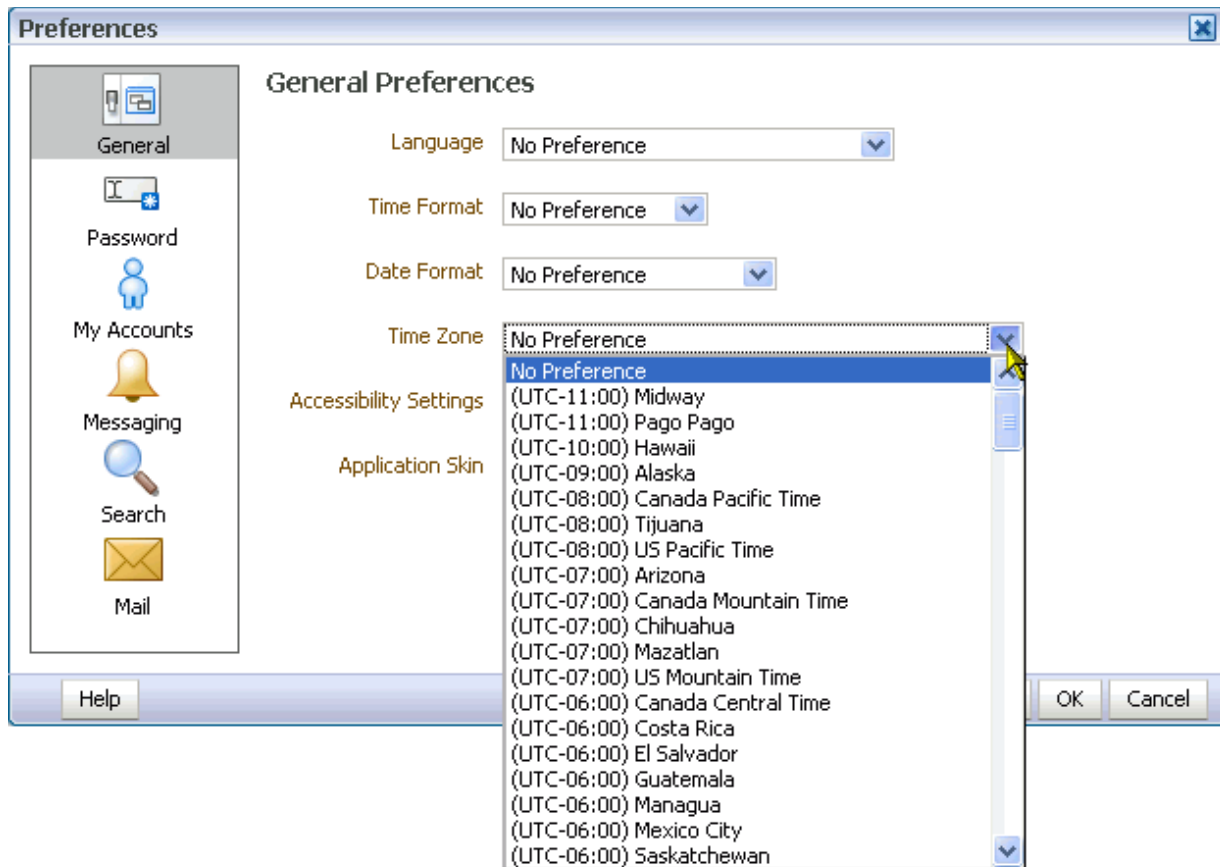 Preferences
General
Password
My Accounts
Messaging
Search
Mail
General Preferences
Language No Preference
Time Format No Preference
Date Format No Preference
Time Zone No Preference
Accessibility Settings
Application Skin
No Preference
(UTC-11:00) Midway
(UTC-11:00) Pago Pago
(UTC-10:00) Hawaii
(UTC-09:00) Alaska
(UTC-08:00) Canada Pacific Time
(UTC-08:00) Tijuana
(UTC-08:00) US Pacific Time
(UTC-07:00) Arizona
(UTC-07:00) Canada Mountain Time
(UTC-07:00) Chihuahua
(UTC-07:00) Mazatlan
(UTC-07:00) US Mountain Time
(UTC-06:00) Canada Central Time
(UTC-06:00) Costa Rica
(UTC-06:00) El Salvador
(UTC-06:00) Guatemala
(UTC-06:00) Managua
(UTC-06:00) Mexico City
(UTC-06:00) Saskatchewan
Help OK Cancel